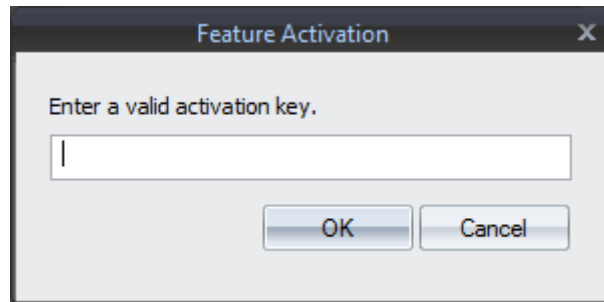 Feature Activation
X
Enter a valid activation key.
OK
Cancel